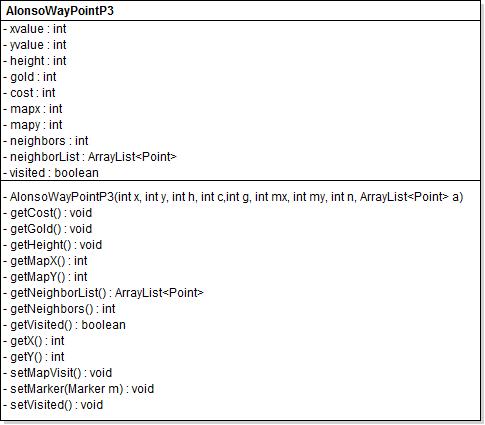 AlonsoWayPointP3
- xvalue : int
- yvalue : int
- height : int
- gold : int
- cost : int
- mapx : int
- mapy : int
- neighbors : int
- neighborList : ArrayList<Point>
- visited : boolean
- AlonsoWayPointP3(int x, int y, int h, int c,int g, int mx, int my, int n, ArrayList<Point> a)
- getCost() : void
- getGold() : void
- getHeight() : void
- getMapX() : int
- getMapY() : int
- getNeighborList() : ArrayList<Point>
- getNeighbors() : int
- getVisited() : boolean
- getX() : int
- getY() : int
- setMapVisit() : void
- setMarker(Marker m) : void
- setVisited() : void